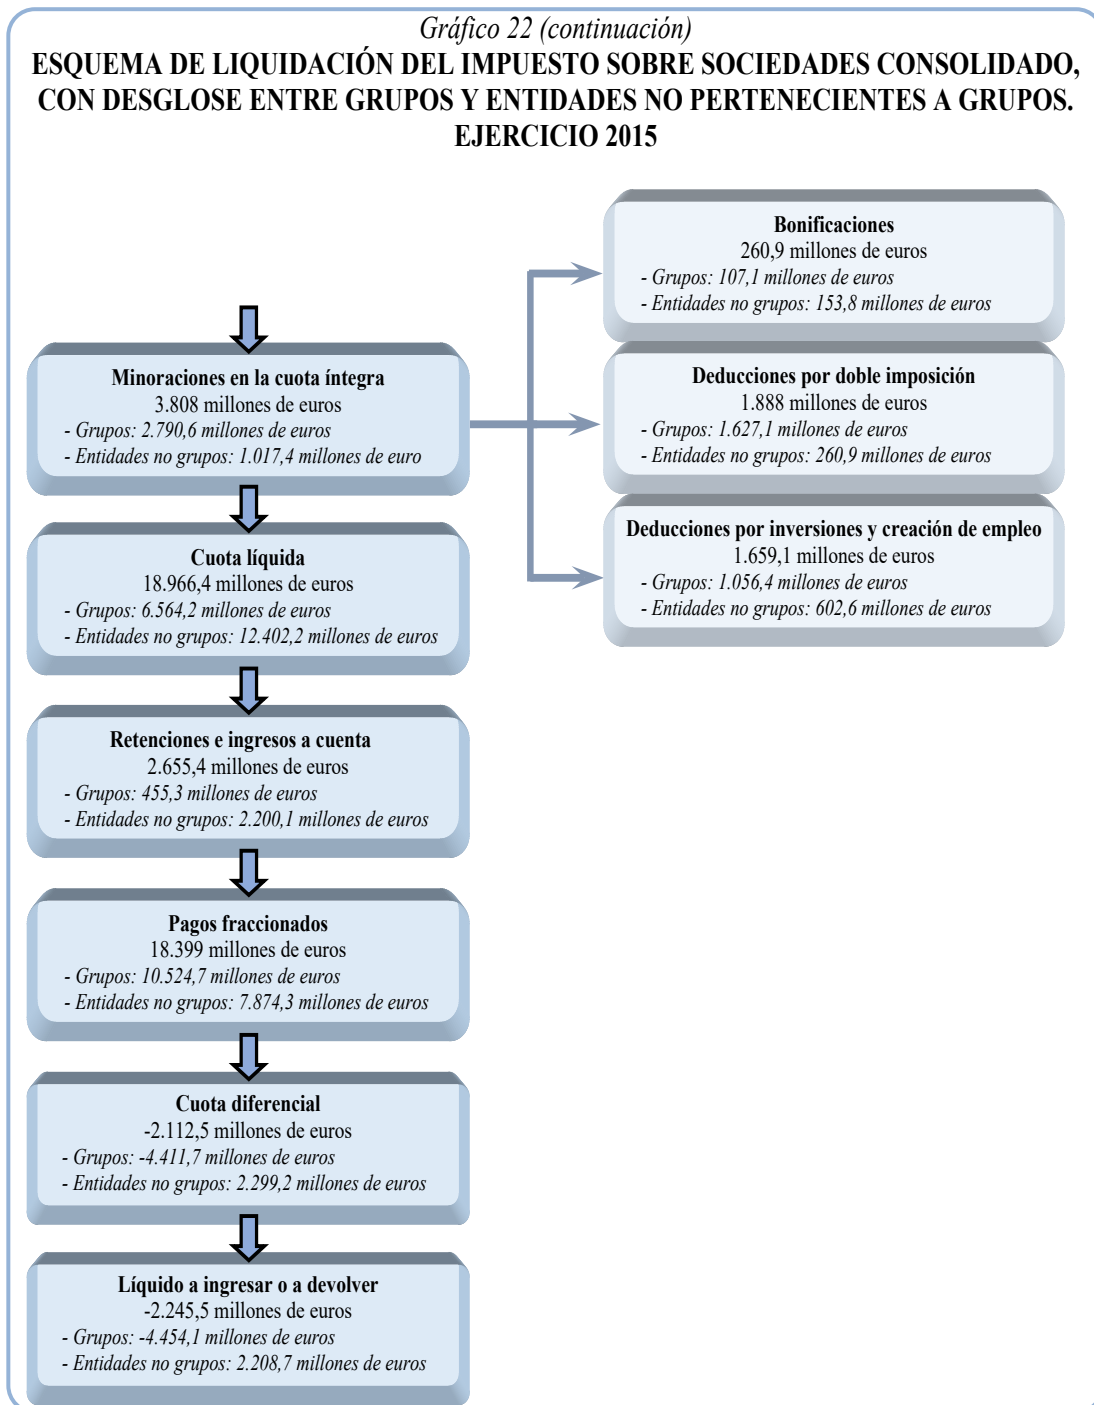 Gráfico 22 (continuación)
ESQUEMA DE LIQUIDACIÓN DEL IMPUESTO SOBRE SOCIEDADES CONSOLIDADO,
CON DESGLOSE ENTRE GRUPOS Y ENTIDADES NO PERTENECIENTES A GRUPOS.
EJERCICIO 2015
Minoraciones en la cuota íntegra
3.808 millones de euros
- Grupos: 2.790,6 millones de euros
- Entidades no grupos: 1.017,4 millones de euro
Bonificaciones
260,9 millones de euros
- Grupos: 107,1 millones de euros
- Entidades no grupos: 153,8 millones de euros
Deducciones por doble imposición
1.888 millones de euros
- Grupos: 1.627,1 millones de euros
- Entidades no grupos: 260,9 millones de euros
Deducciones por inversiones y creación de empleo
1.659,1 millones de euros
- Grupos: 1.056,4 millones de euros
- Entidades no grupos: 602,6 millones de euros
Cuota líquida
18.966,4 millones de euros
- Grupos: 6.564,2 millones de euros
- Entidades no grupos: 12.402,2 millones de euros
Retenciones e ingresos a cuenta
2.655,4 millones de euros
- Grupos: 455,3 millones de euros
- Entidades no grupos: 2.200,1 millones de euros
Pagos fraccionados
18.399 millones de euros
- Grupos: 10.524,7 millones de euros
- Entidades no grupos: 7.874,3 millones de euros
Cuota diferencial
-2.112,5 millones de euros
- Grupos: -4.411,7 millones de euros
- Entidades no grupos: 2.299,2 millones de euros
Líquido a ingresar o a devolver
-2.245,5 millones de euros
- Grupos: -4.454,1 millones de euros
- Entidades no grupos: 2.208,7 millones de euros